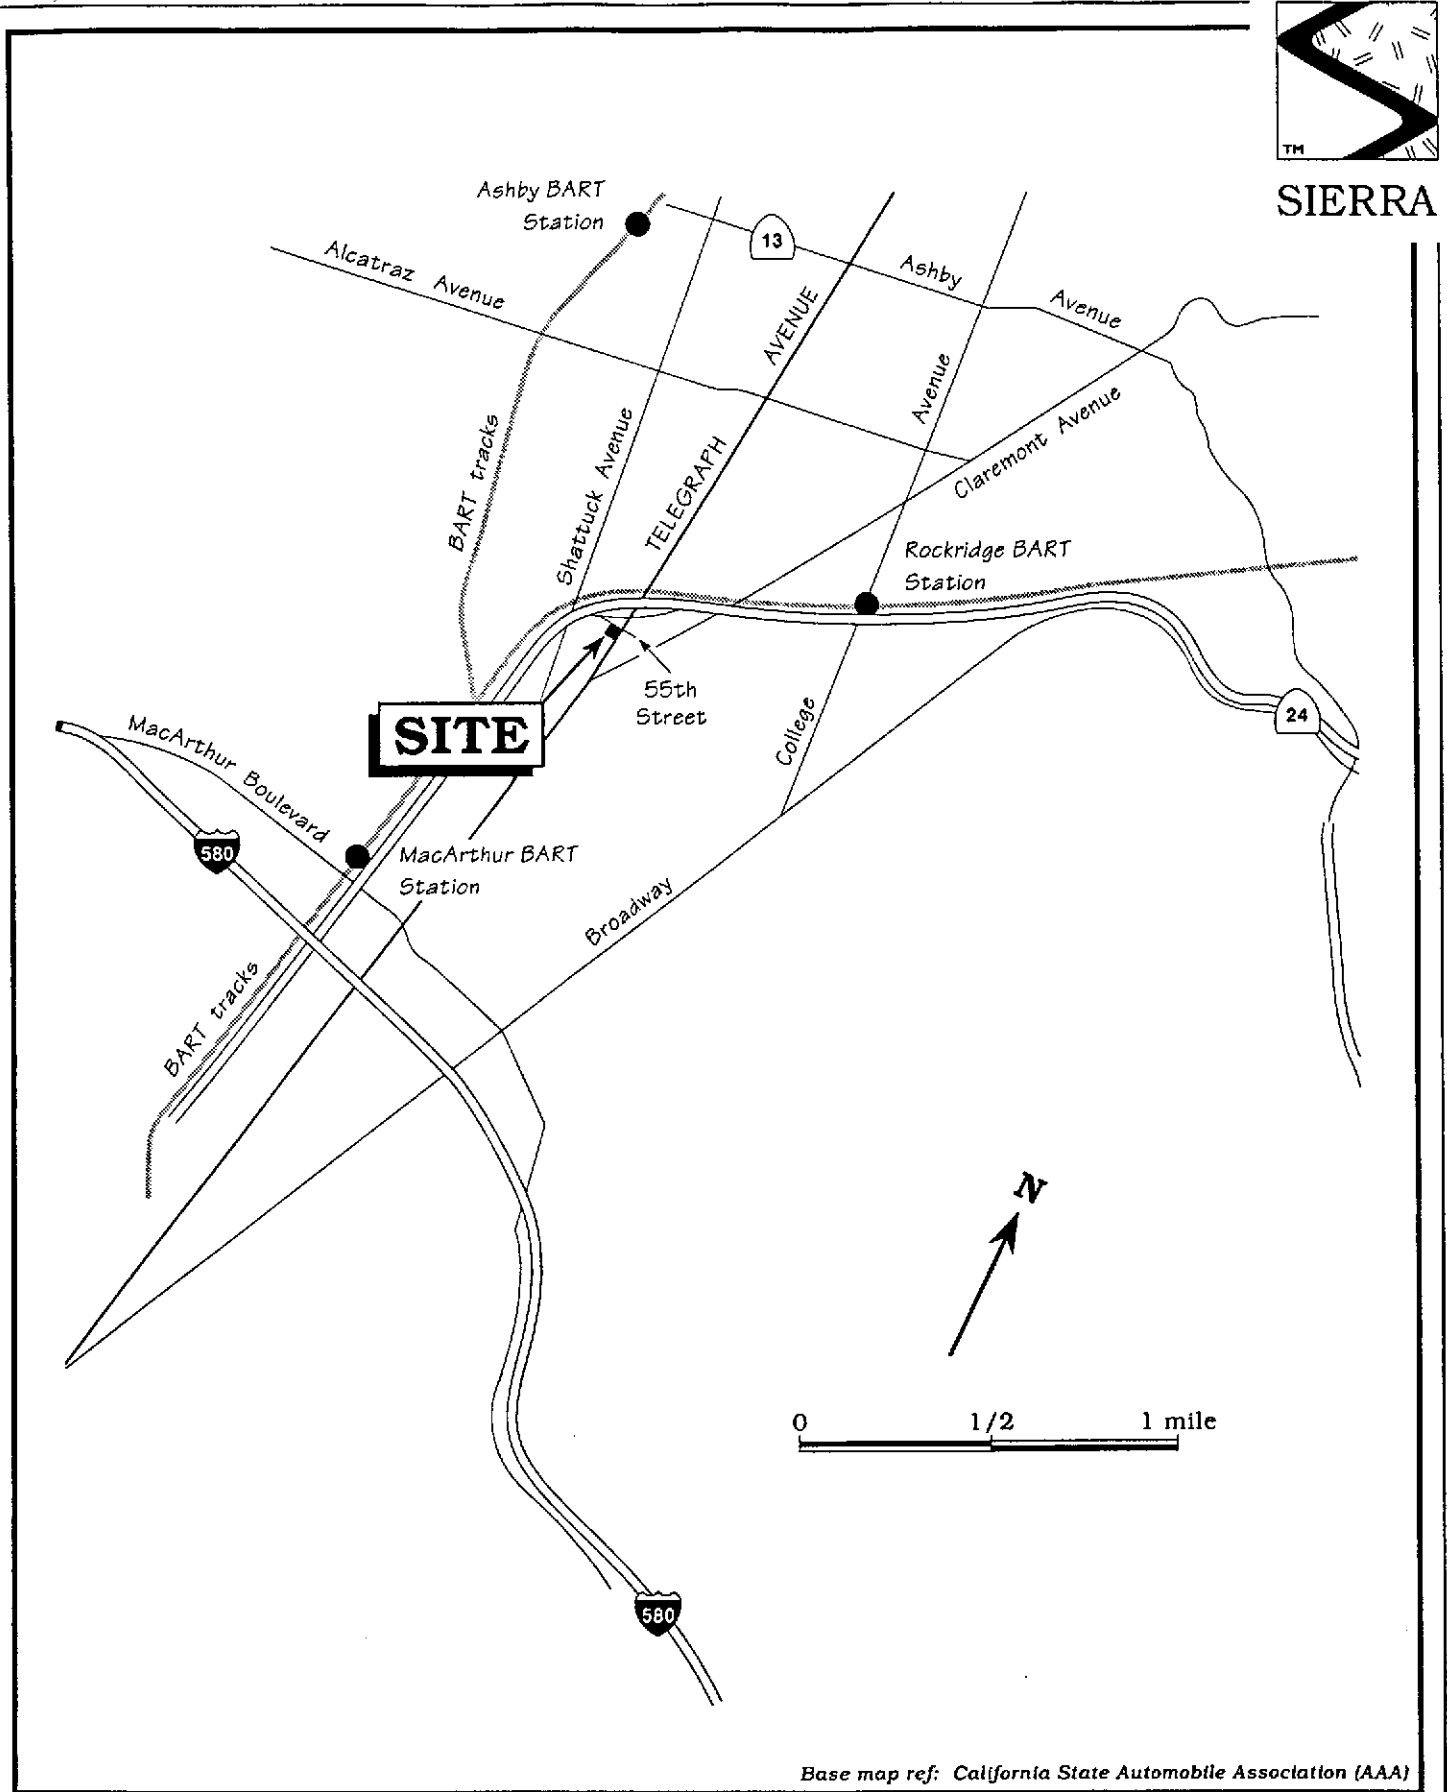 TM
SIERRA
Ashby BART
Station
13
Alcatraz Avenue
Ashby
Avenue
AVENUE
Avenue
Claremont Avenue
BART tracks
Shattuck Avenue
TELEGRAPH
Rockridge BART
Station
55th
Street
SITE
24
College
MacArthur Boulevard
580
MacArthur BART
Station
Broadway
BART tracks
N
0 1/2 1 mile
580
Base map ref: California State Automobile Association (AAA)